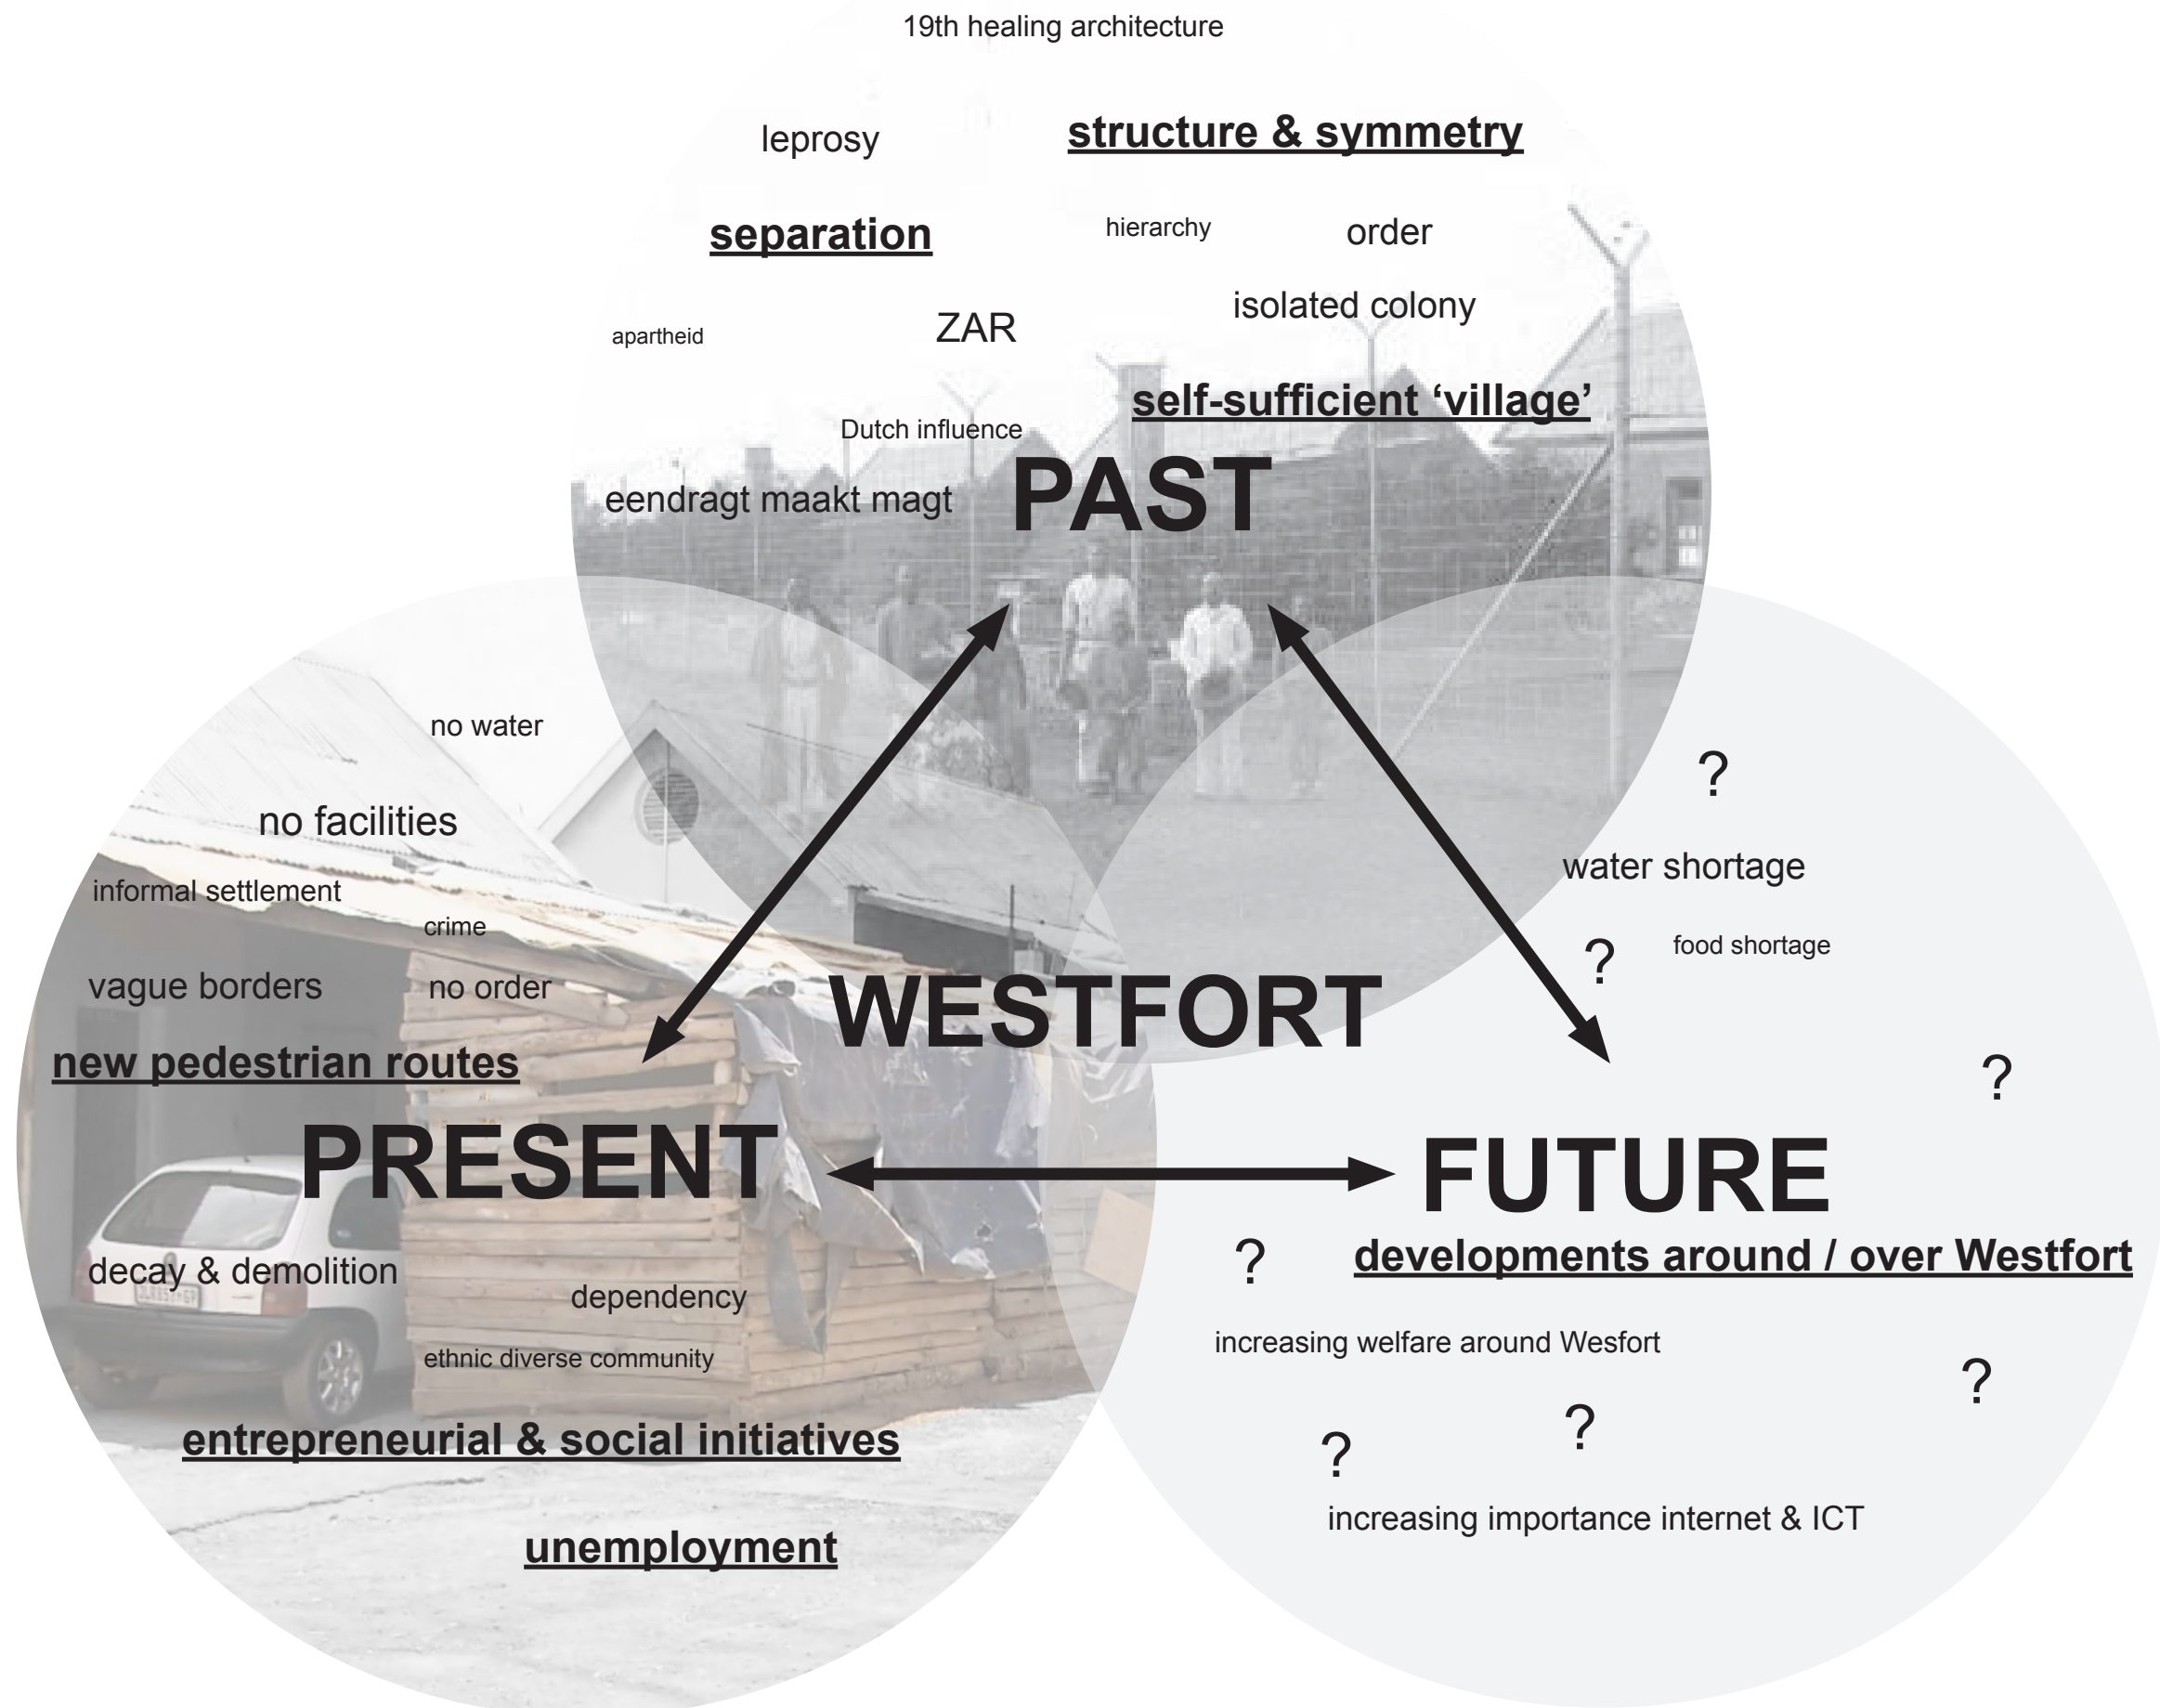 19th healing architecture
leprosy
structure & symmetry
separation
hierarchy
order
isolated colony
apartheid
ZAR
self-sufficient ‘village’
Dutch influence
eendragt maakt magt
PAST
no water
no facilities
informal settlement
crime
vague borders
no order
new pedestrian routes
PRESENT
decay & demolition
dependency
ethnic diverse community
entrepreneurial & social initiatives
unemployment
WESTFORT
?
water shortage
?
food shortage
?
FUTURE
?
developments around / over Westfort
increasing welfare around Wesfort
?
?
?
increasing importance internet & ICT